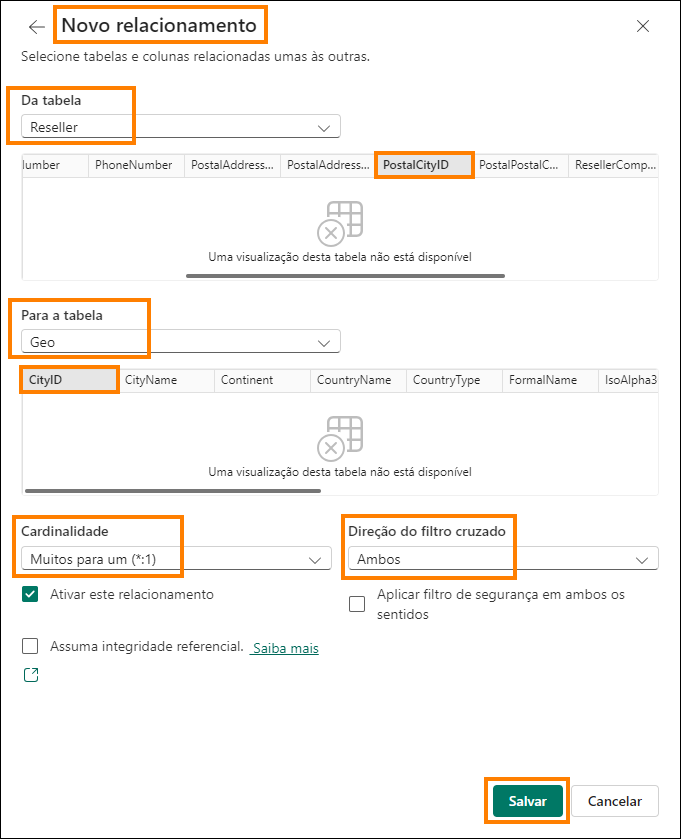 Novo relacionamento
Selecione tabelas e colunas relacionadas umas às outras.
Da tabela
Reseller
lumber PhoneNumber PostalAddress... PostalAddress... PostalCityID PostalPostalC... ResellerComp...
Uma visualização desta tabela não está disponível
Para a tabela
Geo
CityID CityName Continent CountryName CountryType FormalName IsoAlpha3
Uma visualização desta tabela não está disponível
Cardinalidade Direção do filtro cruzado
Muitos para um (*:1) Ambos
Ativar este relacionamento Aplicar filtro de segurança em ambos os
sentidos
Assuma integridade referencial. Saiba mais
Salvar Cancelar